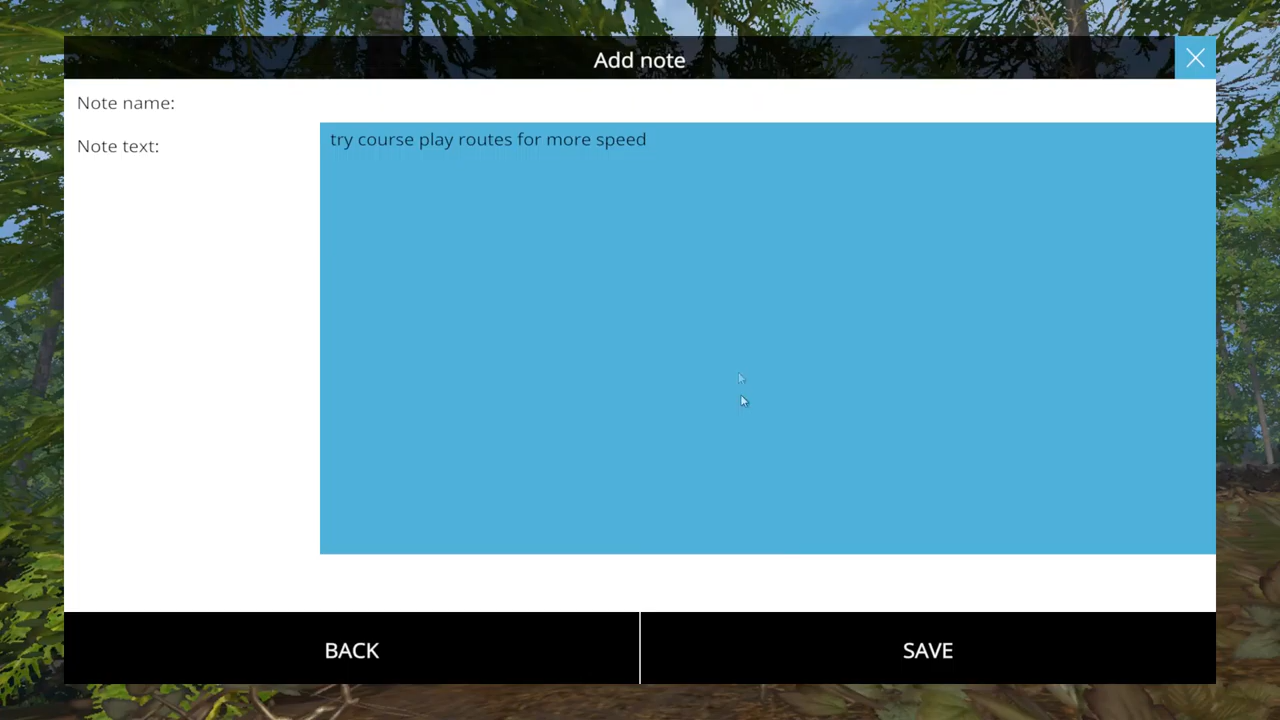 Add note
Note name:
Note text:
try course play routes for more speed
BACK
SAVE